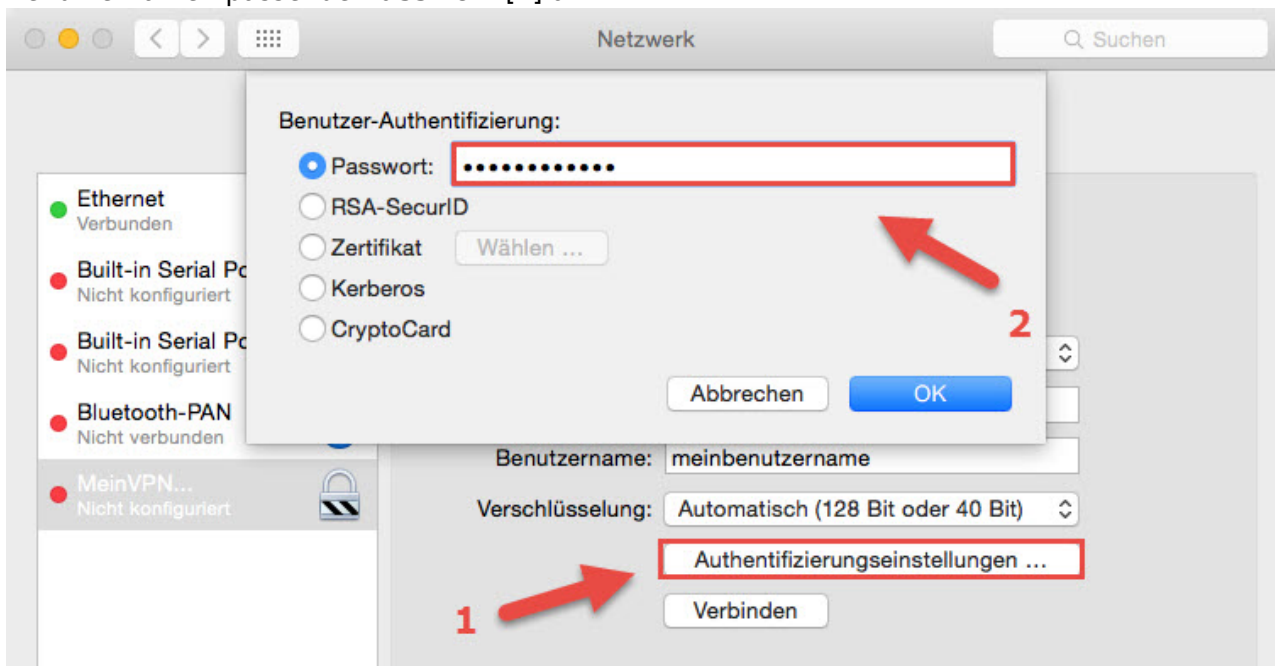 Netzwerk
Suchen
Benutzer-Authentifizierung:
Passwort: ••••••••••••
RSA-SecurID
Zertifikat Wählen ...
Kerberos
CryptoCard
2
Abbrechen OK
Ethernet
Verbunden
Built-in Serial Po
Nicht konfiguriert
Built-in Serial Po
Nicht konfiguriert
Bluetooth-PAN
Nicht verbunden
MeinVPN...
Nicht konfiguriert
Benutzername: meinbenutzername
Verschlüsselung: Automatisch (128 Bit oder 40 Bit)
Authentifizierungseinstellungen ...
1
Verbinden